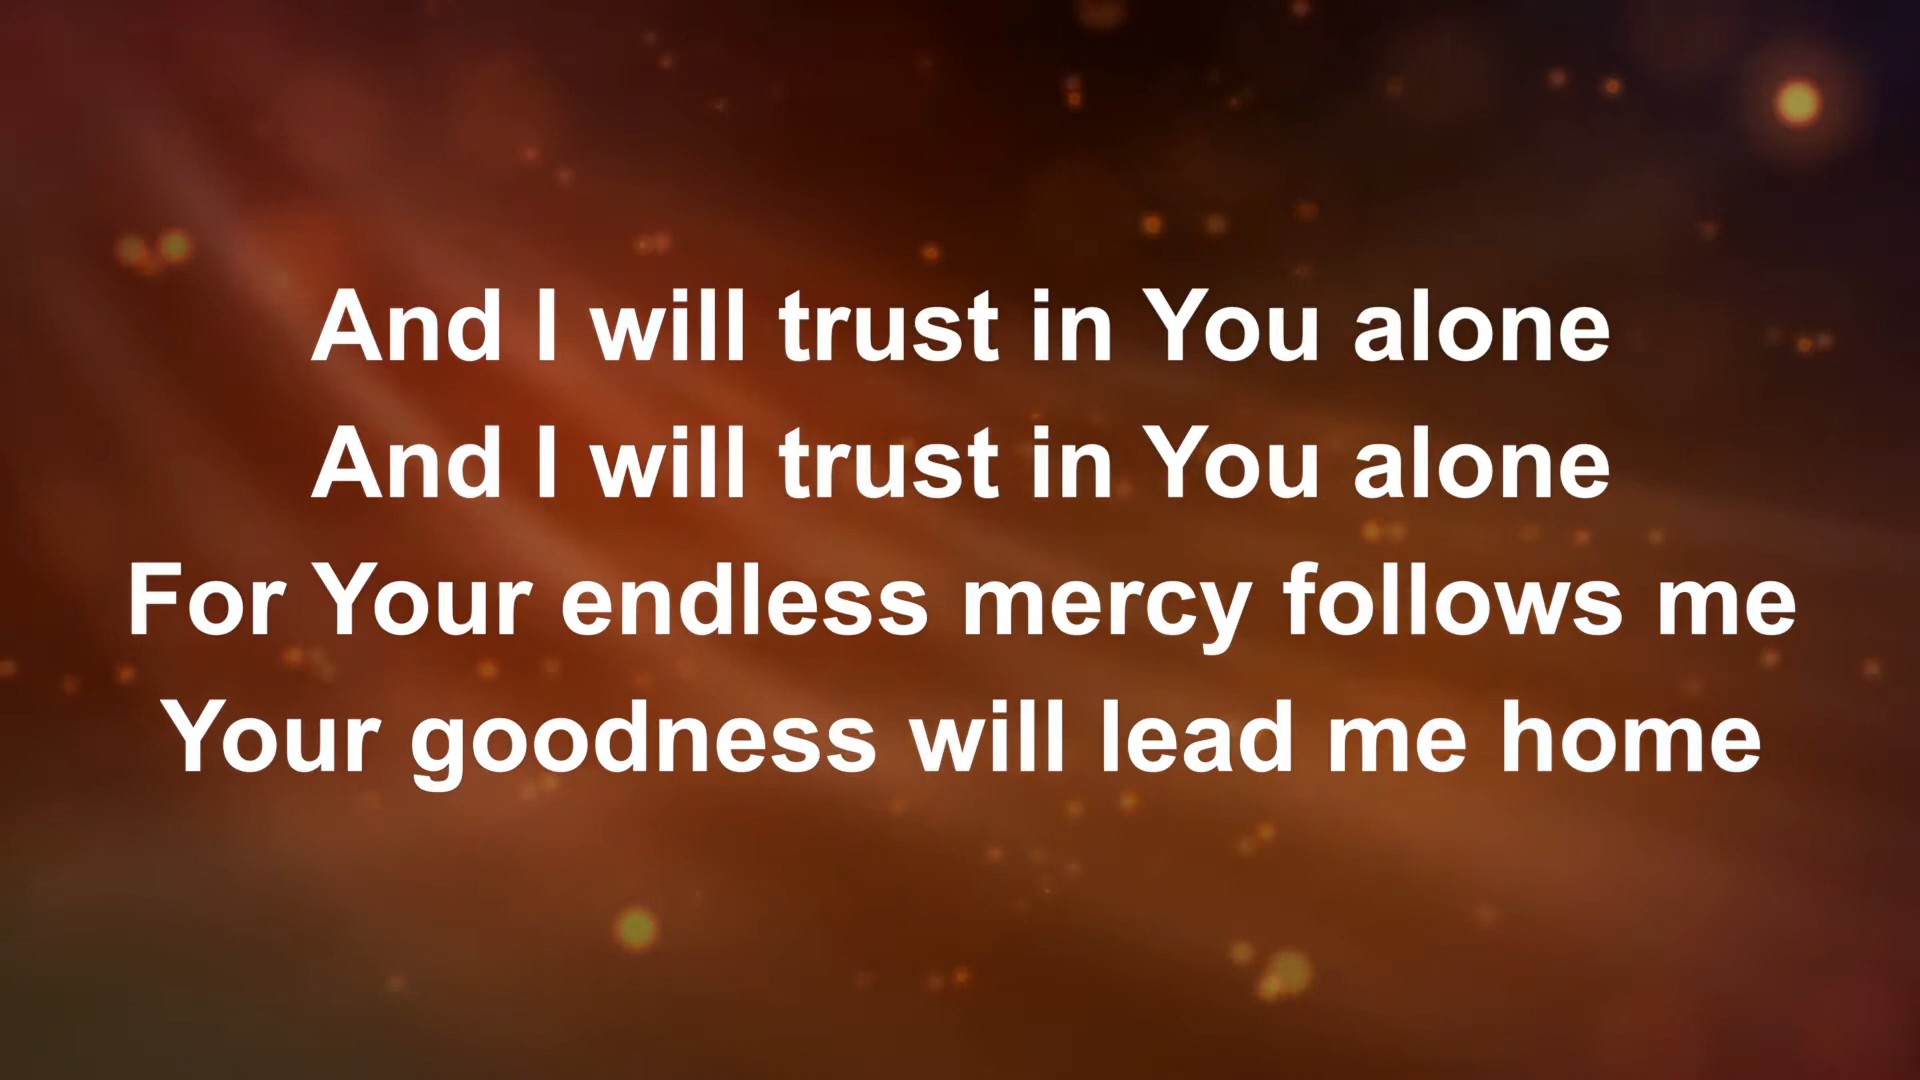 And I will trust in You alone
And I will trust in You alone
For Your endless mercy follows me
Your goodness will lead me home